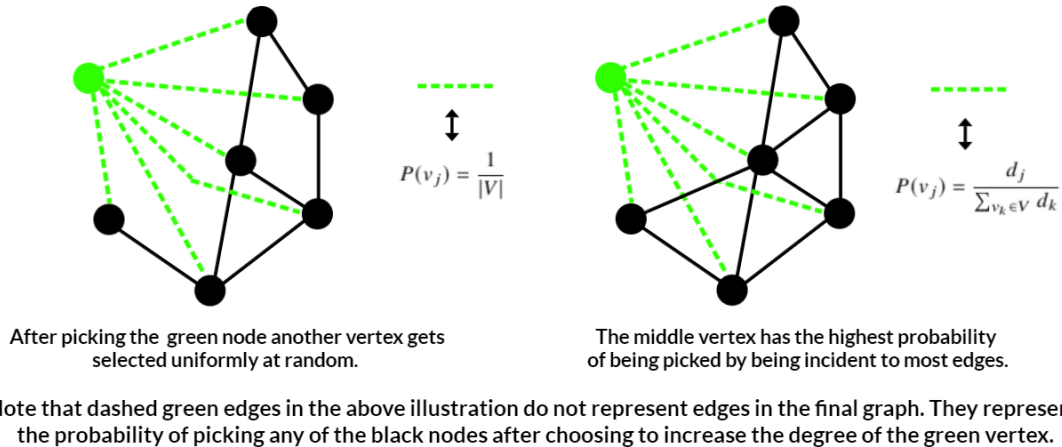 P(v_j) = 1/|V|
P(v_j) = d_j / ∑_{v_k ∈ V} d_k
After picking the green node another vertex gets
selected uniformly at random.
The middle vertex has the highest probability
of being picked by being incident to most edges.
that dashed green edges in the above illustration do not represent edges in the final graph. They
the probability of picking any of the black nodes after choosing to increase the degree of the green vertex.